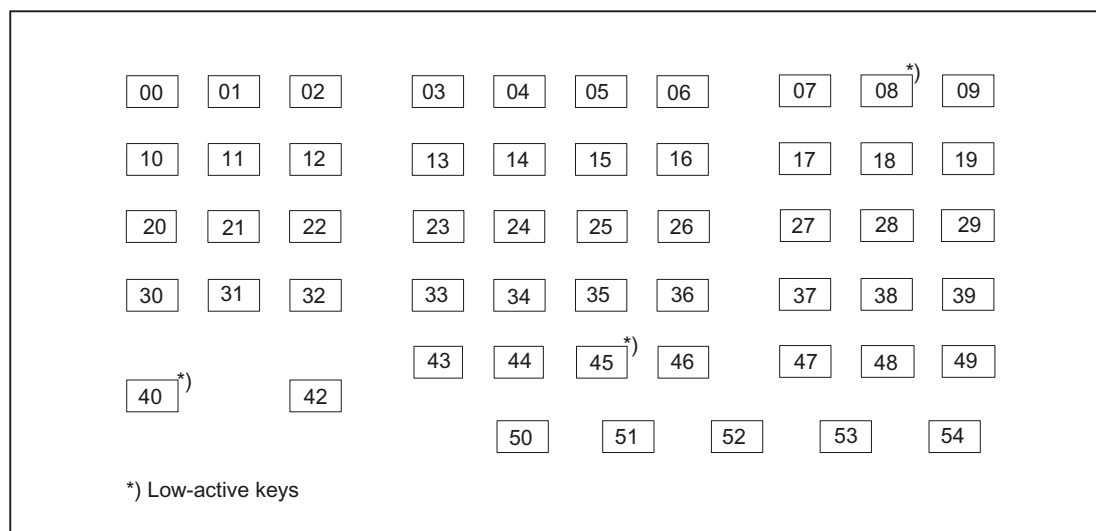 00 01 02 03 04 05 06 07 08 *) 09
10 11 12 13 14 15 16 17 18 19
20 21 22 23 24 25 26 27 28 29
30 31 32 33 34 35 36 37 38 39
43 44 45 *) 46 47 48 49
40 *) 42
50 51 52 53 54
*) Low-active keys